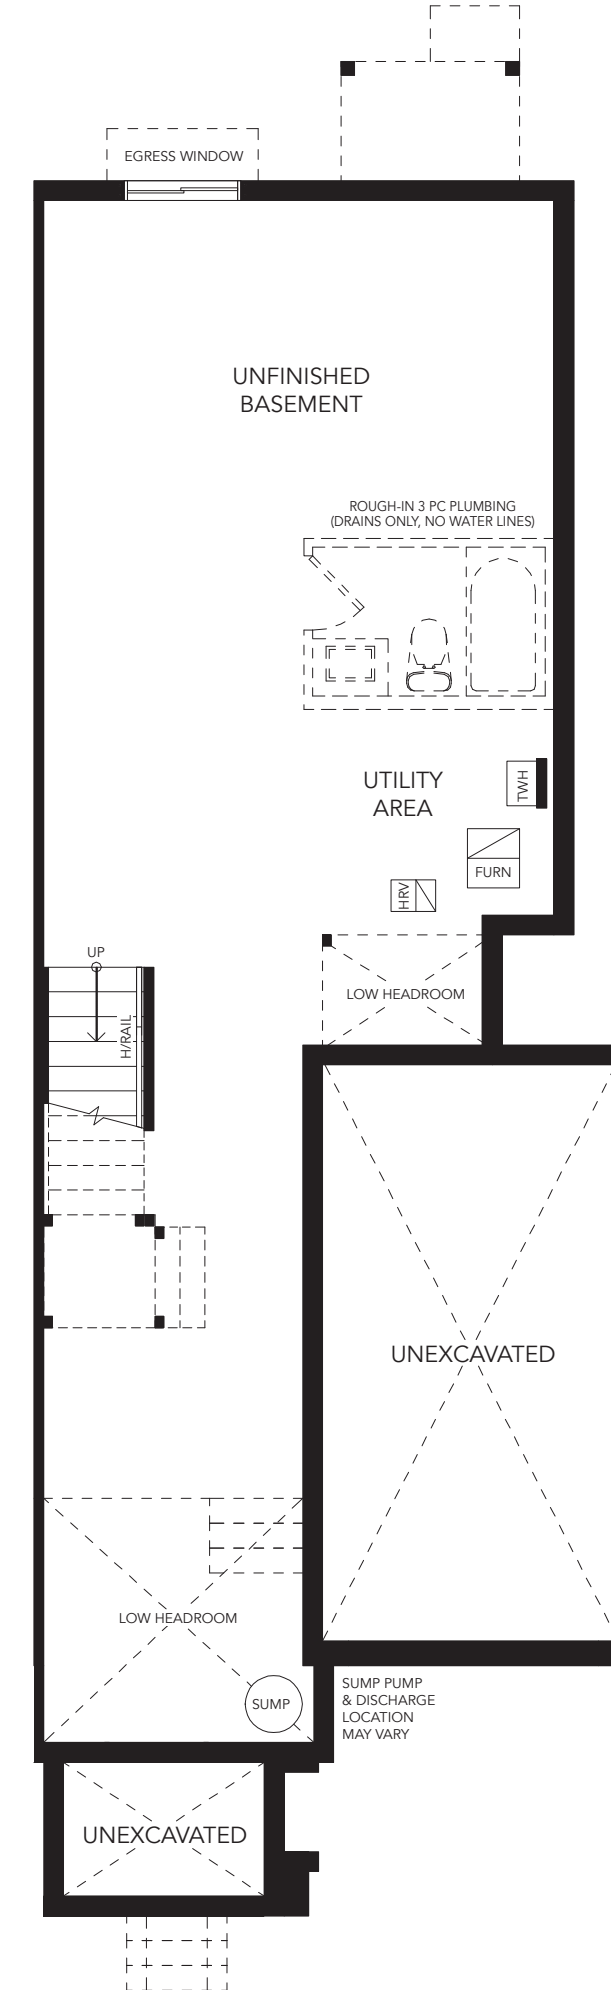 EGRESS WINDOW
UNFINISHED
BASEMENT
ROUGH-IN 3 PC PLUMBING
(DRAINS ONLY, NO WATER LINES)
UTILITY
AREA
TWH
FURN
HRV
UP
LOW HEADROOM
H/RAIL
UNEXCAVATED
LOW HEADROOM
SUMP
SUMP PUMP
& DISCHARGE
LOCATION
MAY VARY
UNEXCAVATED